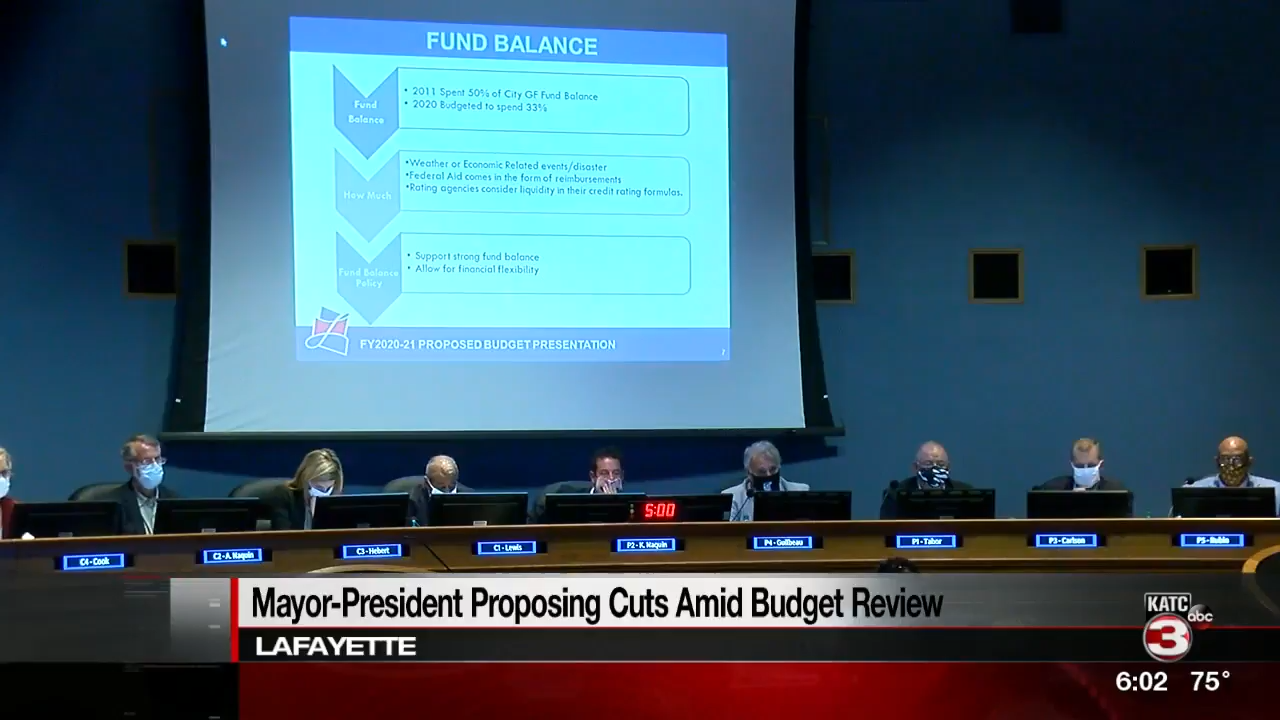 FUND BALANCE
Fund
Balance
• 2011 Spent 50% of City GF Fund Balance
• 2020 Budgeted to spend 33%
How Much
•Weather or Economic Related events/disaster
•Federal Aid comes in the form of reimbursements
•Rating agencies consider liquidity in their credit rating formulas.
Fund Balance
Policy
• Support strong fund balance
• Allow for financial flexibility
FY2020-21 PROPOSED BUDGET PRESENTATION
7
5:00
C4 - Cook
C2 - A. Naquin
C3 - Hebert
C1 - Lewis
P2 - K. Naquin
P4 - Guilbeau
P1 - Tabor
P3 - Carlson
P5 - Rubin
Mayor-President Proposing Cuts Amid Budget Review
LAFAYETTE
KATC
abc
3
6:02 75°